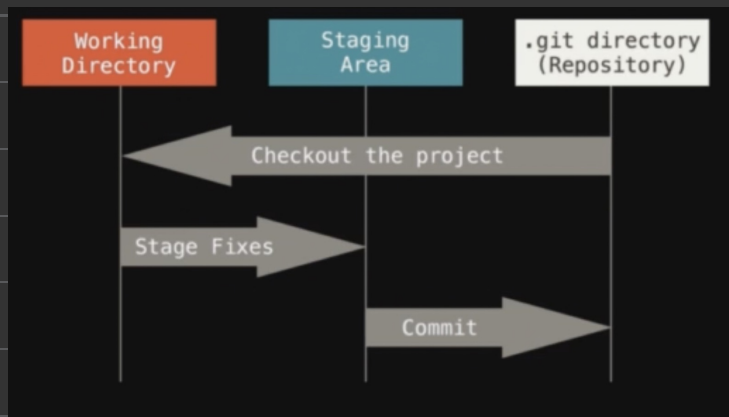 Working
Directory
Staging
Area
.git directory
(Repository)
Checkout the project
Stage Fixes
Commit